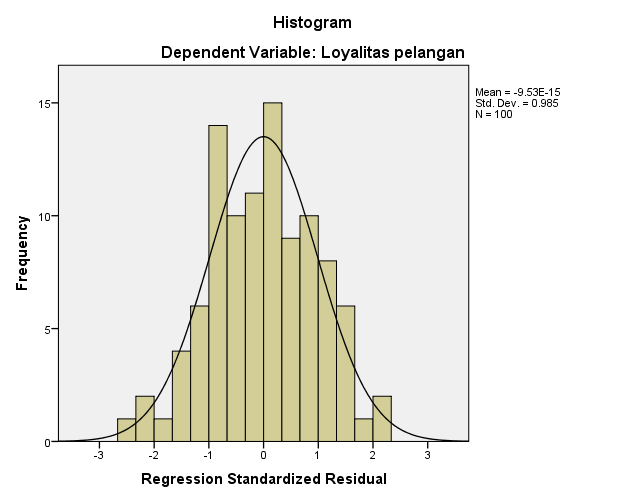 Histogram
Dependent Variable: Loyalitas pelangan
Mean = -9.53E-15
Std. Dev. = 0.985
N = 100
Frequency
15
10
5
0
-3 -2 -1 0 1 2 3
Regression Standardized Residual